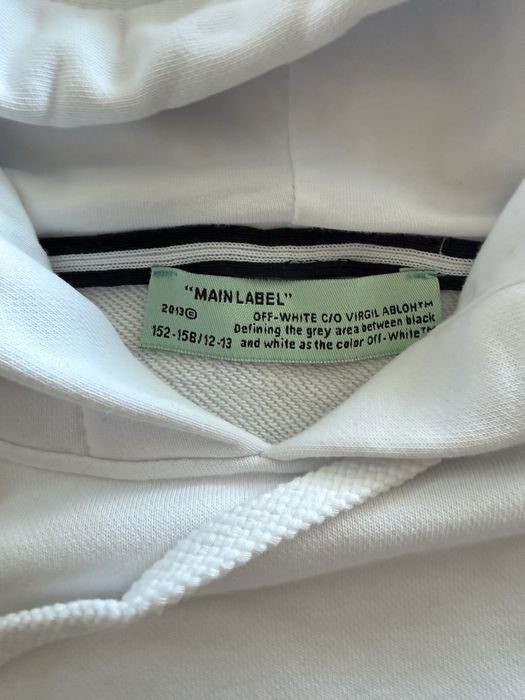 "MAIN LABEL"
2013© OFF-WHITE C/O VIRGIL ABLOH™
Defining the grey area between black
152-158/12-13 and white as the color Off-White™